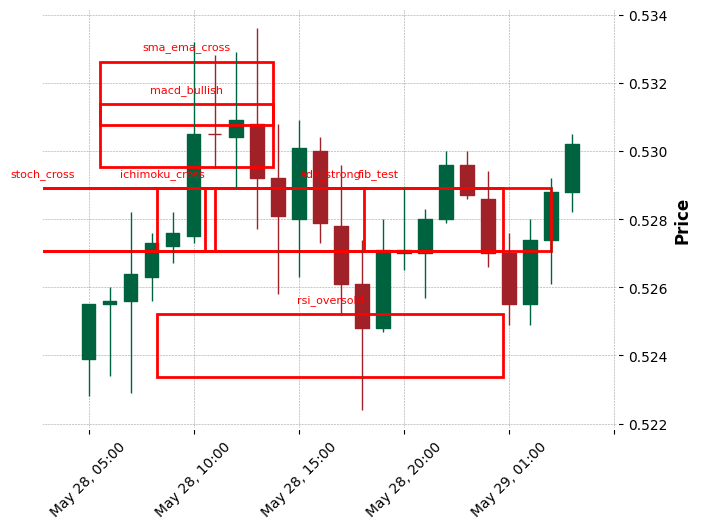 0.534
sma_ema_cross
0.532
macd_bullish
0.530
stoch_cross
ichimoku_cross
fib_test
0.528
Price
0.526
rsi_oversold
0.524
0.522
May 28, 05:00
May 28, 10:00
May 28, 15:00
May 28, 20:00
May 29, 01:00